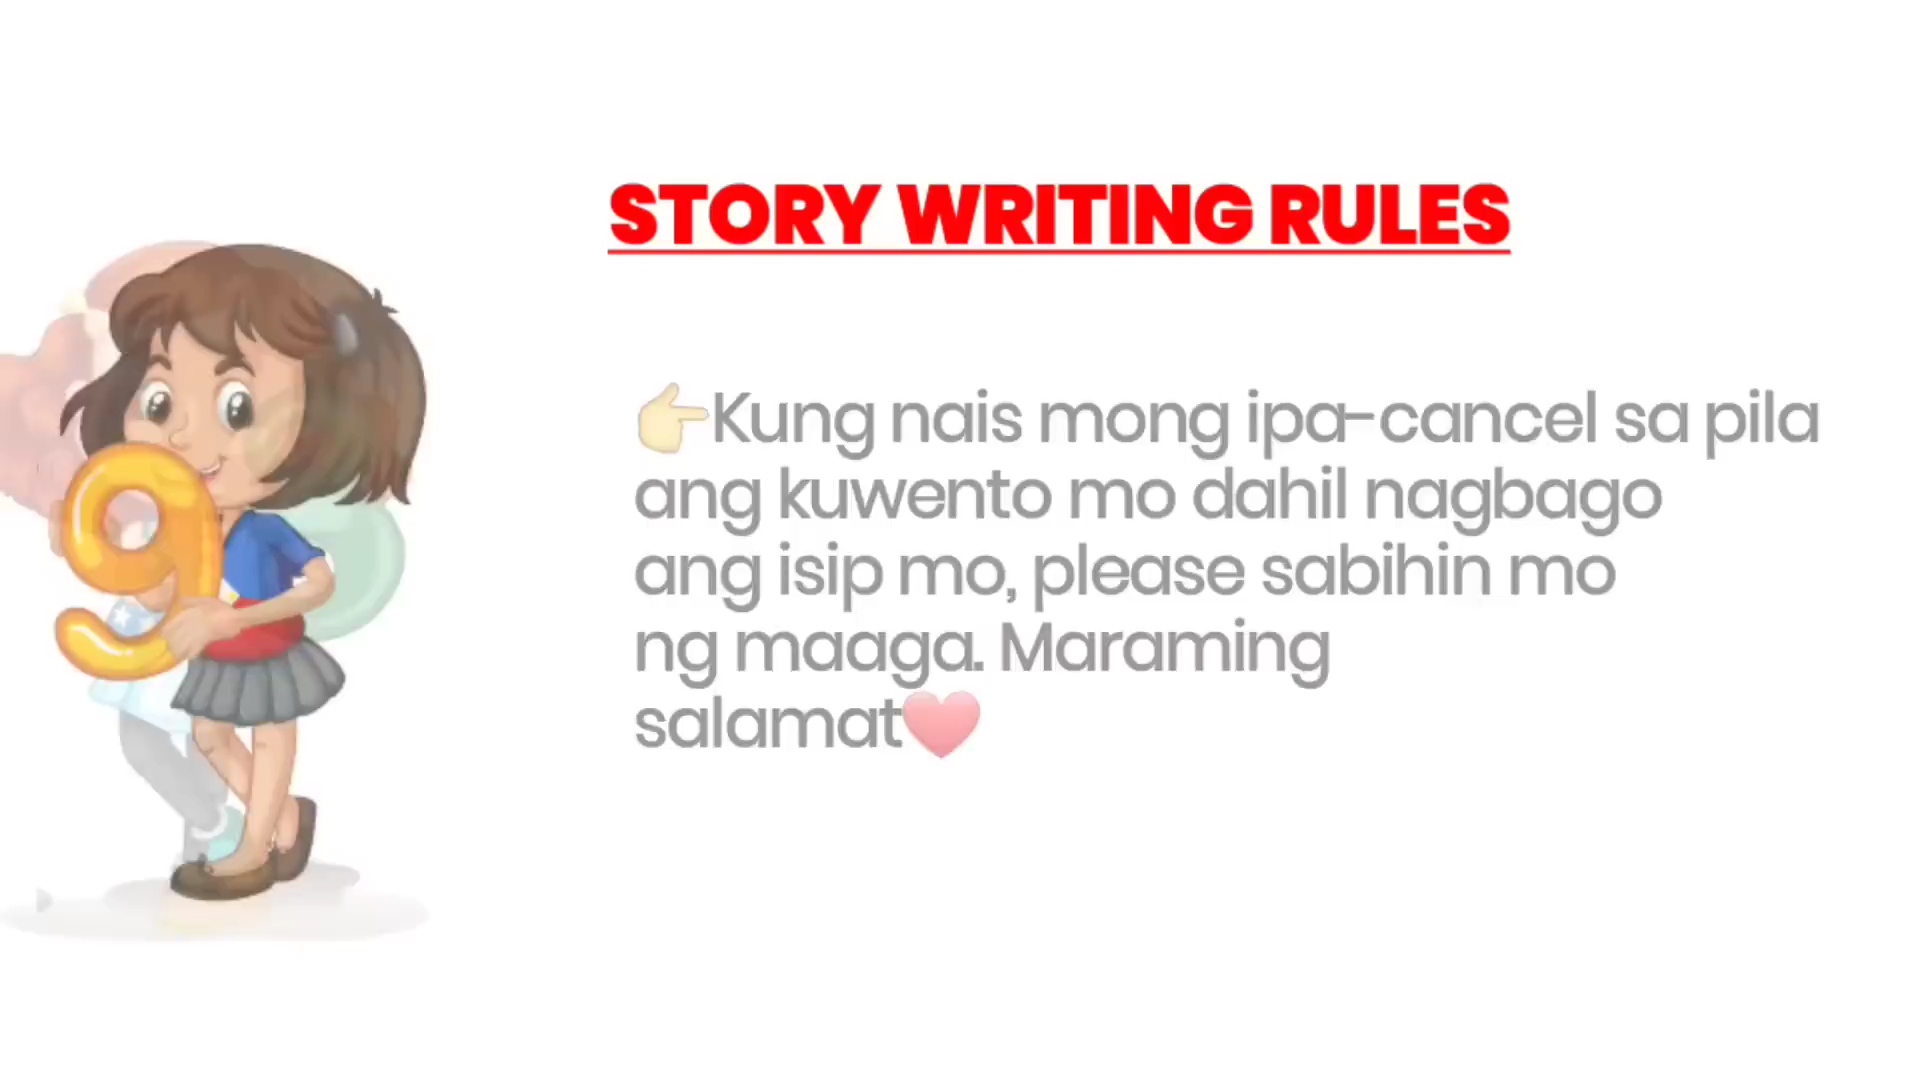 STORY WRITING RULES
👉Kung nais mong ipa-cancel sa pila
ang kuwento mo dahil nagbago
ang isip mo, please sabihin mo
ng maaga. Maraming
salamat❤️
9